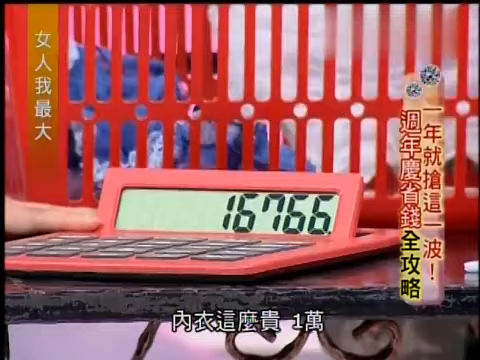 女人我最大
一年就搶這一波！
週年慶省錢全攻略
16766.
內衣這麼貴 1萬